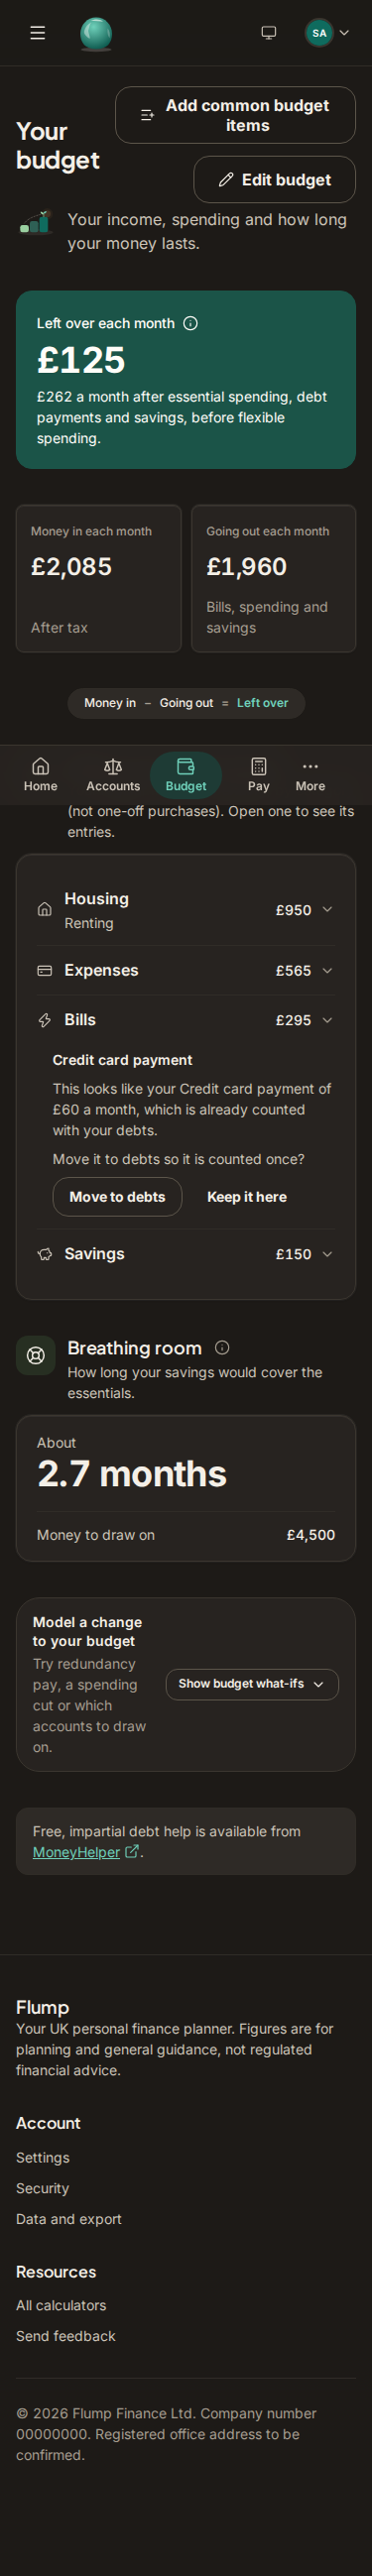 SA
Your
budget
Add common budget
items
Edit budget
Your income, spending and how long
your money lasts.
Left over each month
£125
£262 a month after essential spending, debt
payments and savings, before flexible
spending.
Money in each month
£2,085
After tax
Going out each month
£1,960
Bills, spending and
savings
Money in − Going out = Left over
Home
Accounts
Budget
Pay
More
(not one-off purchases). Open one to see its
entries.
Housing
Renting
£950
Expenses
£565
Bills
£295
Credit card payment
This looks like your Credit card payment of
£60 a month, which is already counted
with your debts.
Move it to debts so it is counted once?
Move to debts
Keep it here
Savings
£150
Breathing room
How long your savings would cover the
essentials.
About
2.7 months
Money to draw on
£4,500
Model a change
to your budget
Try redundancy
pay, a spending
cut or which
accounts to draw
on.
Show budget what-ifs
Free, impartial debt help is available from
MoneyHelper.
Flump
Your UK personal finance planner. Figures are for
planning and general guidance, not regulated
financial advice.
Account
Settings
Security
Data and export
Resources
All calculators
Send feedback
© 2026 Flump Finance Ltd. Company number
00000000. Registered office address to be
confirmed.